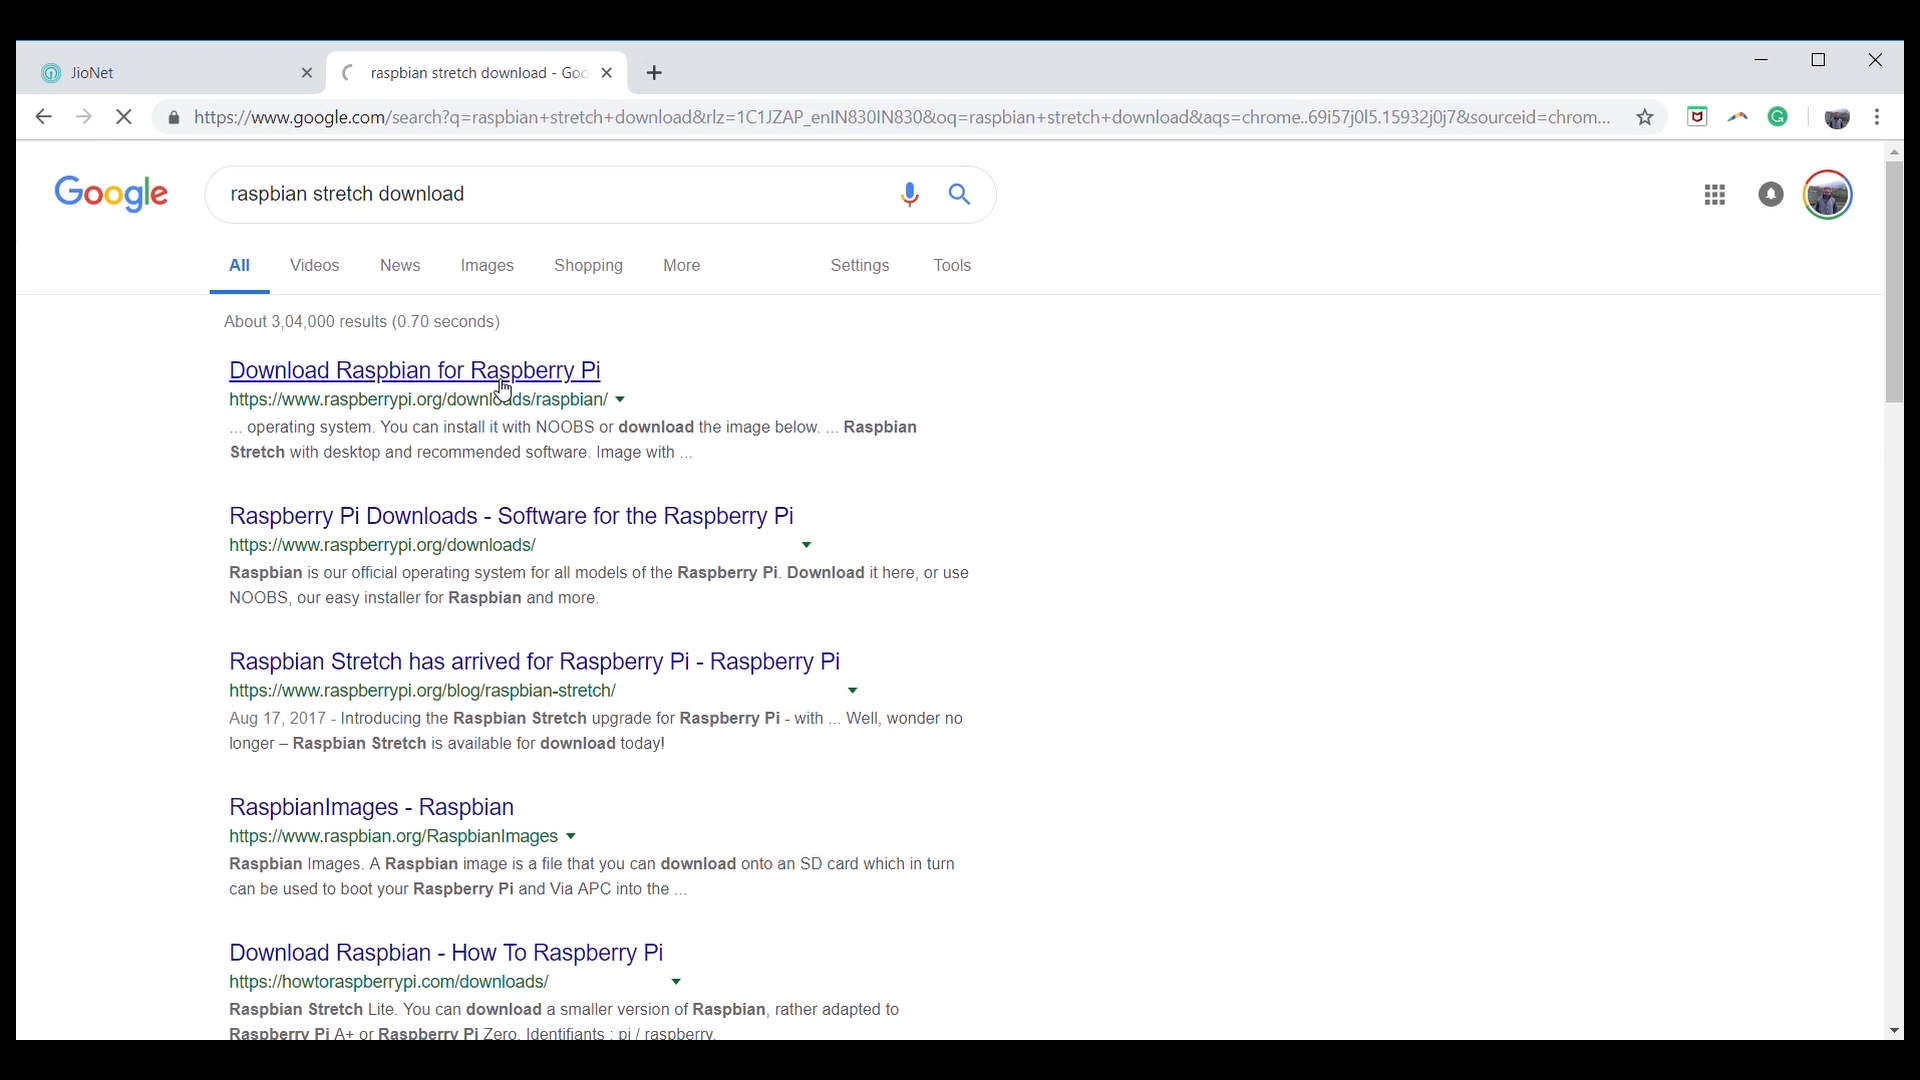 JioNet
raspbian stretch download - Goo
https://www.google.com/search?q=raspbian+stretch+download&rlz=1C1JZAP_enIN830IN830&oq=raspbian+stretch+download&aqs=chrome..69i57j0l5.15932j0j7&sourceid=chrom...
Google
raspbian stretch download
All Videos News Images Shopping More Settings Tools
About 3,04,000 results (0.70 seconds)
Download Raspbian for Raspberry Pi
https://www.raspberrypi.org/downloads/raspbian/
... operating system. You can install it with NOOBS or download the image below. ... Raspbian
Stretch with desktop and recommended software. Image with ...
Raspberry Pi Downloads - Software for the Raspberry Pi
https://www.raspberrypi.org/downloads/
Raspbian is our official operating system for all models of the Raspberry Pi. Download it here, or use
NOOBS, our easy installer for Raspbian and more.
Raspbian Stretch has arrived for Raspberry Pi - Raspberry Pi
https://www.raspberrypi.org/blog/raspbian-stretch/
Aug 17, 2017 - Introducing the Raspbian Stretch upgrade for Raspberry Pi - with ... Well, wonder no
longer – Raspbian Stretch is available for download today!
RaspbianImages - Raspbian
https://www.raspbian.org/RaspbianImages
Raspbian Images. A Raspbian image is a file that you can download onto an SD card which in turn
can be used to boot your Raspberry Pi and Via APC into the ...
Download Raspbian - How To Raspberry Pi
https://howtoraspberrypi.com/downloads/
Raspbian Stretch Lite. You can download a smaller version of Raspbian, rather adapted to
Raspberry Pi A+ or Raspberry Pi Zero. Identifiants : pi / raspberry.